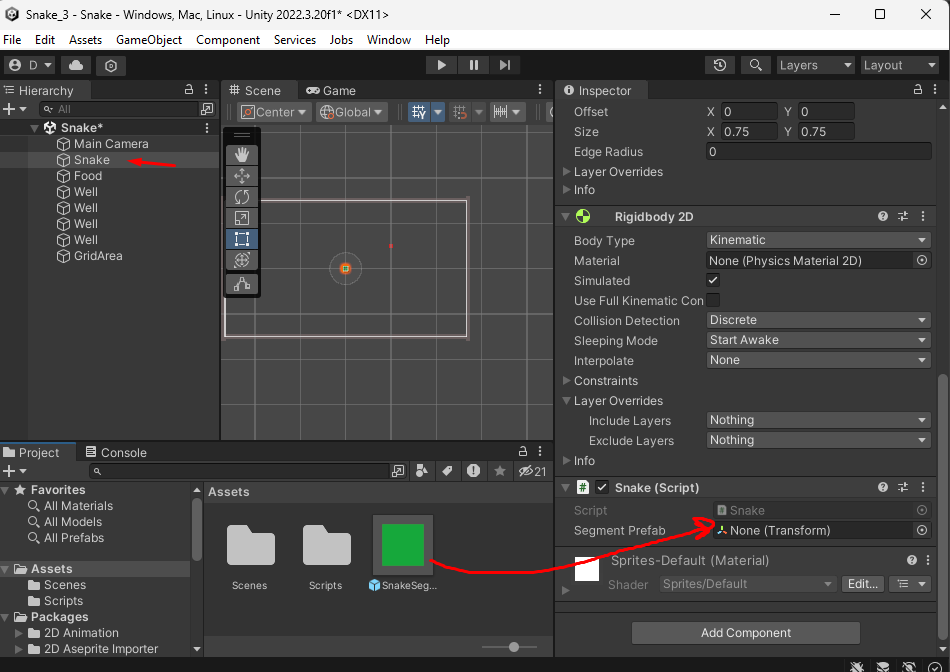 Snake_3 - Snake - Windows, Mac, Linux - Unity 2022.3.20f1* <DX11>
File Edit Assets GameObject Component Services Jobs Window Help
D Layers Layout
Hierarchy
All
Snake*
Main Camera
Snake
Food
Well
Well
Well
Well
GridArea
Scene Game
Center Global
Inspector
Offset X 0 Y 0
Size X 0.75 Y 0.75
Edge Radius 0
Layer Overrides
Info
Rigidbody 2D
Body Type Kinematic
Material None (Physics Material 2D)
Simulated
Use Full Kinematic Con
Collision Detection Discrete
Sleeping Mode Start Awake
Interpolate None
Constraints
Layer Overrides
Include Layers Nothing
Exclude Layers Nothing
Info
Snake (Script)
Script Snake
Segment Prefab None (Transform)
Sprites-Default (Material)
Shader Sprites/Default Edit...
Add Component
Project Console
21
Favorites
All Materials
All Models
All Prefabs
Assets
Scenes
Scripts
Packages
2D Animation
2D Aseprite Importer
Assets
Scenes Scripts SnakeSeg...